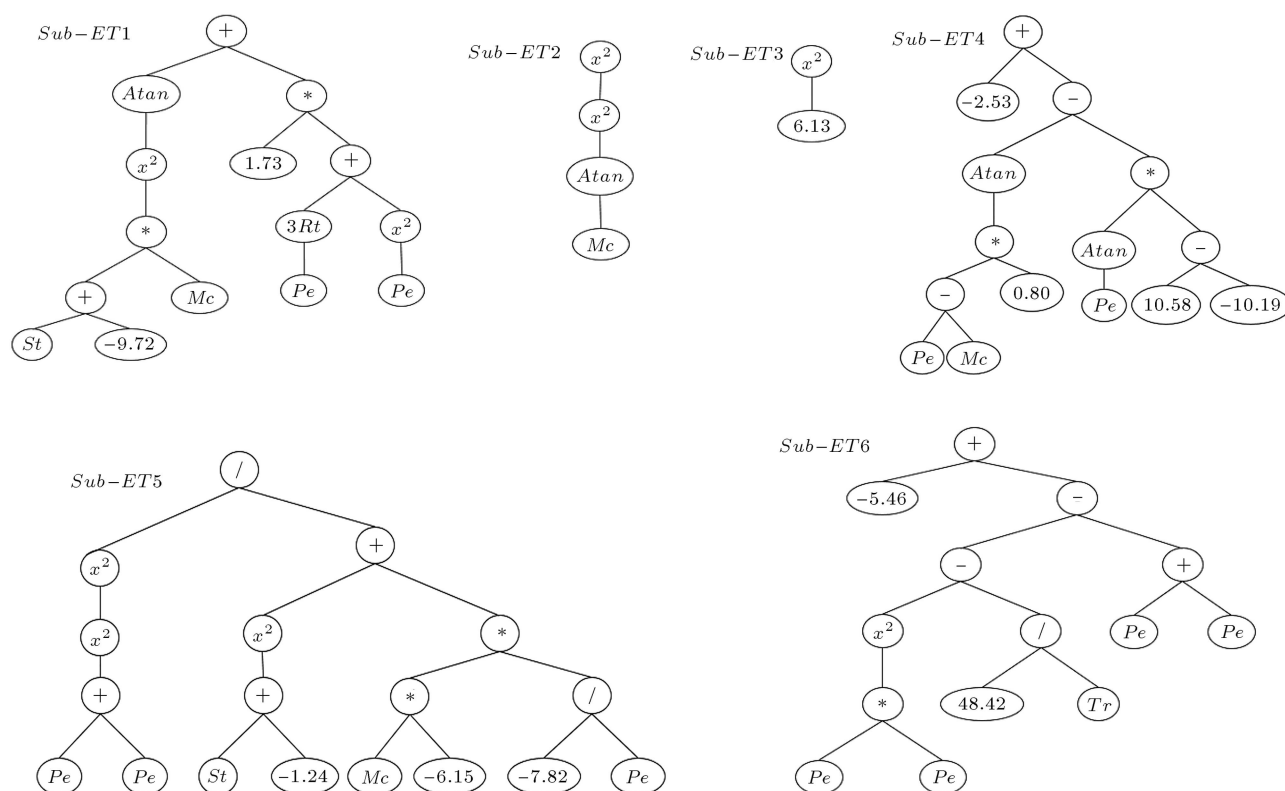 Sub−ET1
+
Atan *
x² 1.73 +
* 3Rt x²
+ Mc Pe Pe
St −9.72
Sub−ET2
x²
x²
Atan
Mc
Sub−ET3
x²
6.13
Sub−ET4
+
−2.53 −
Atan *
* Atan −
− 0.80 Pe 10.58 −10.19
Pe Mc
Sub−ET5
/
x² +
x² x² *
+ + * /
Pe Pe St −1.24 Mc −6.15 −7.82 Pe
Sub−ET6
+
−5.46 −
− +
x² / Pe Pe
* 48.42 Tr
Pe Pe